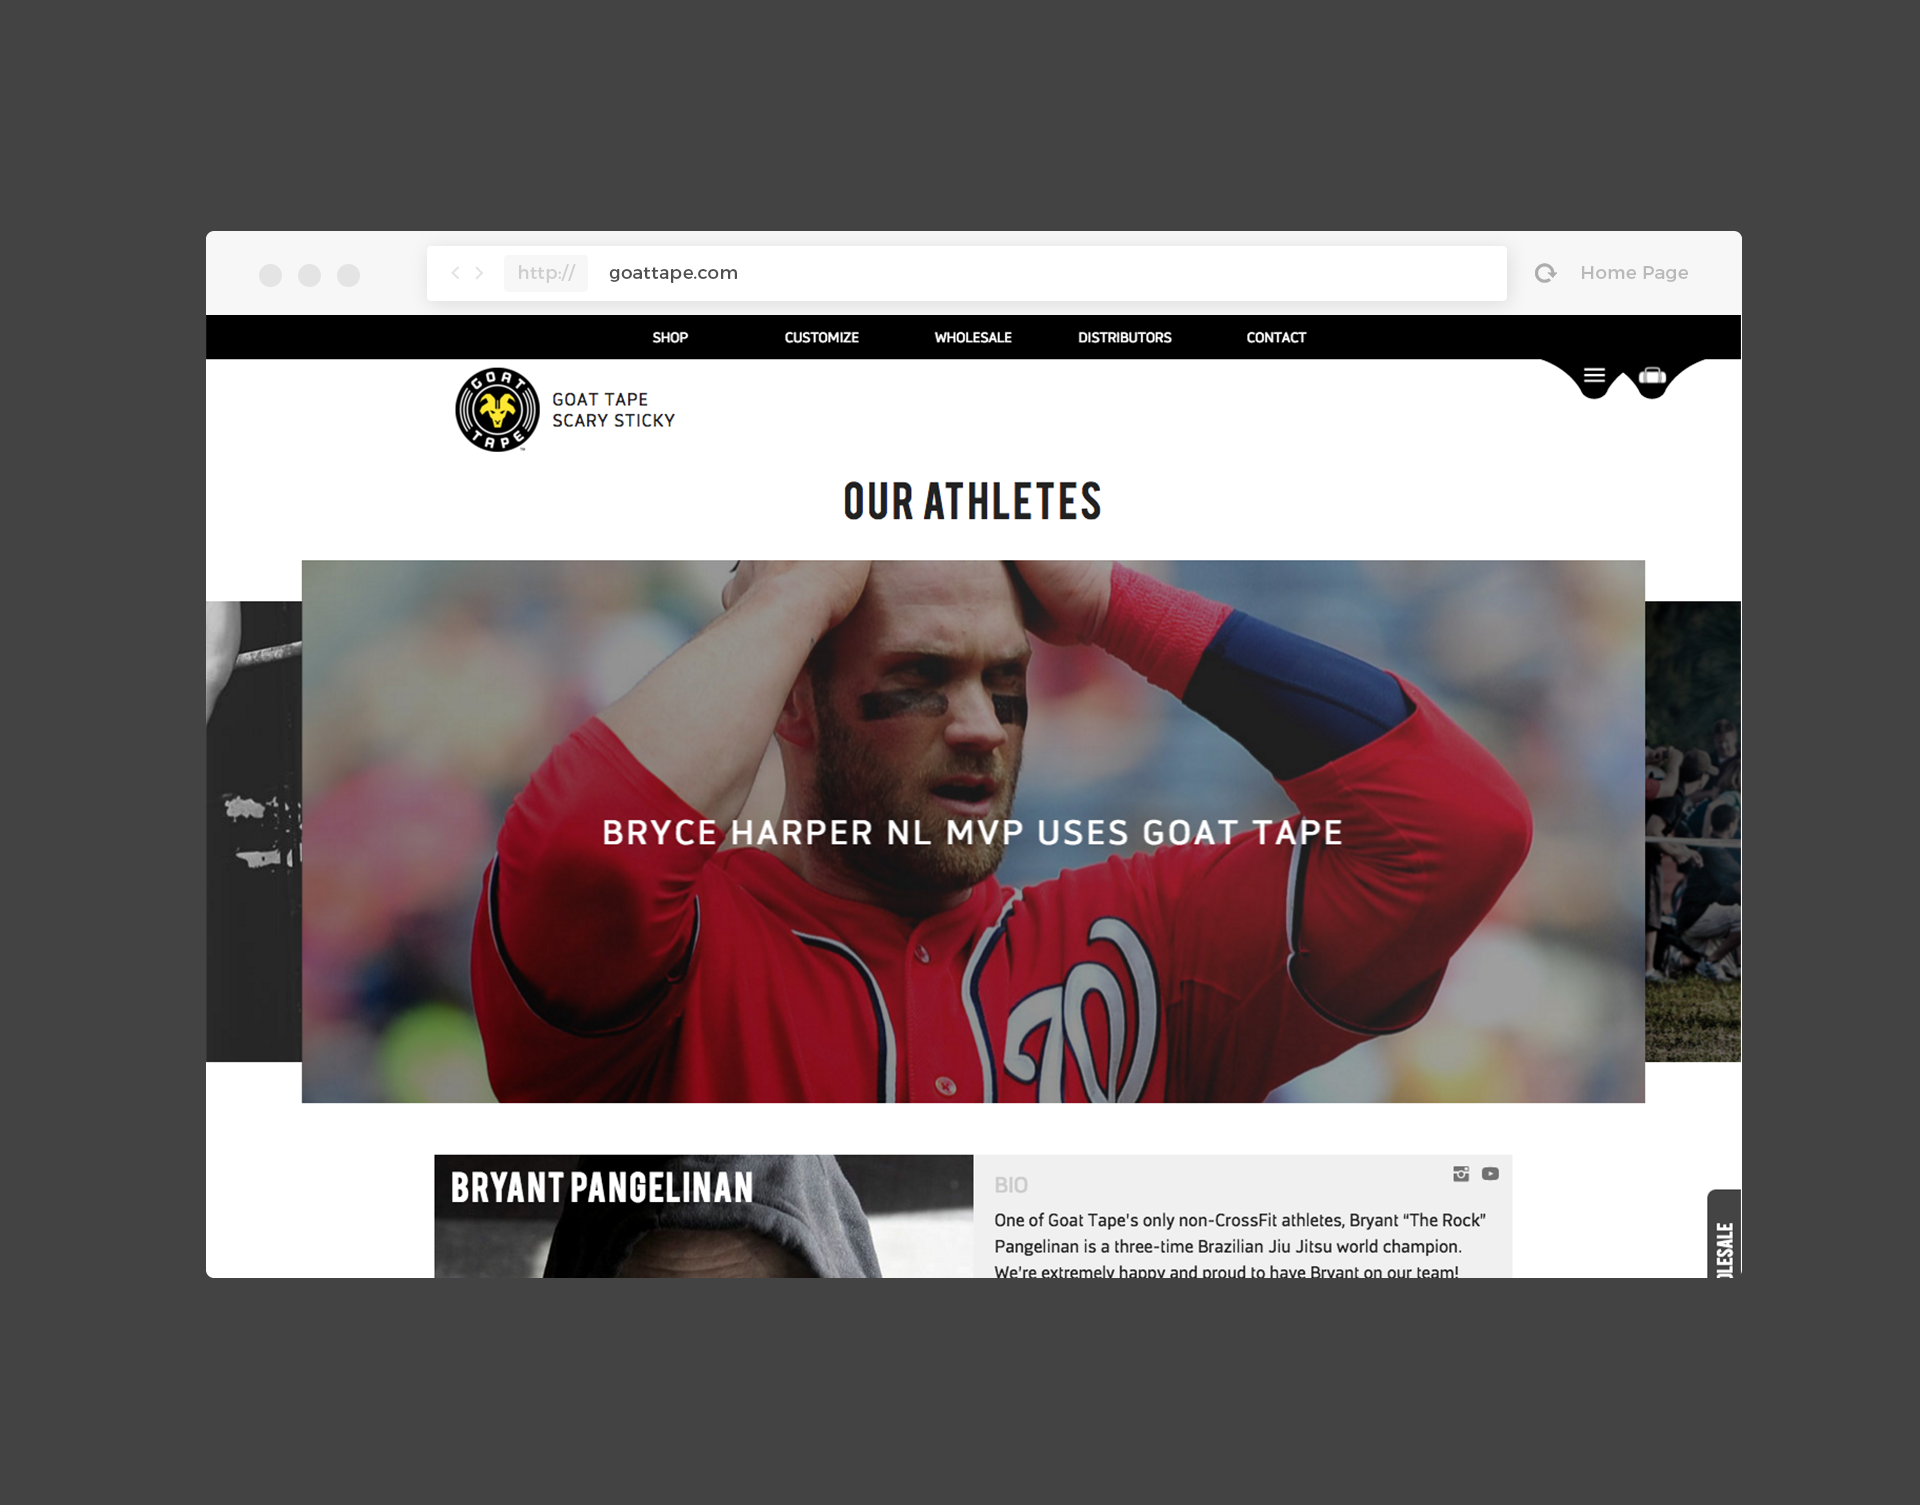 http://
goattape.com
Home Page
SHOP
CUSTOMIZE
WHOLESALE
DISTRIBUTORS
CONTACT
GOAT
TAPE
GOAT TAPE
SCARY STICKY
OUR ATHLETES
BRYCE HARPER NL MVP USES GOAT TAPE
BRYANT PANGELINAN
BIO
One of Goat Tape's only non-CrossFit athletes, Bryant “The Rock”
Pangelinan is a three-time Brazilian Jiu Jitsu world champion.
We're extremely happy and proud to have Bryant on our team!
OLESALE